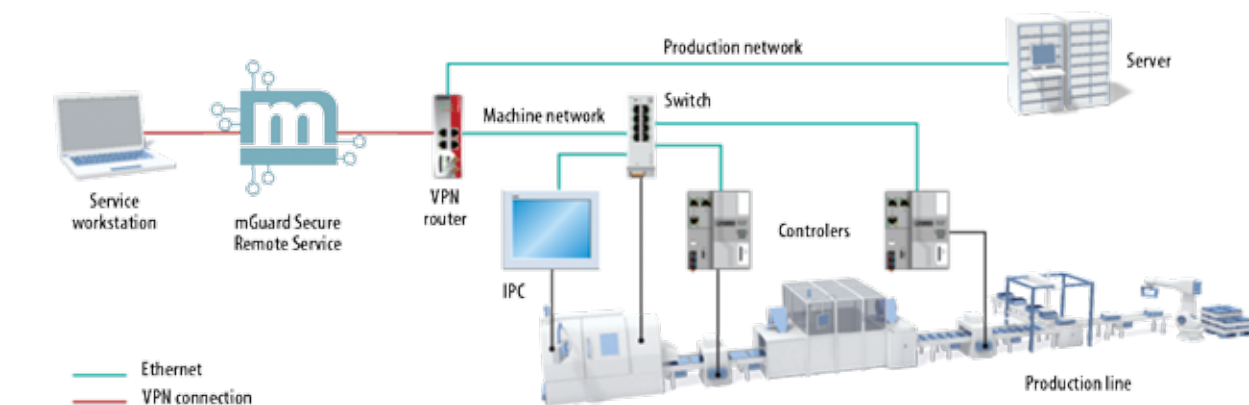 Production network
Server
Switch
Machine network
m
Service
workstation
mGuard Secure
Remote Service
VPN
router
Controlers
IPC
Ethernet
VPN connection
Production line